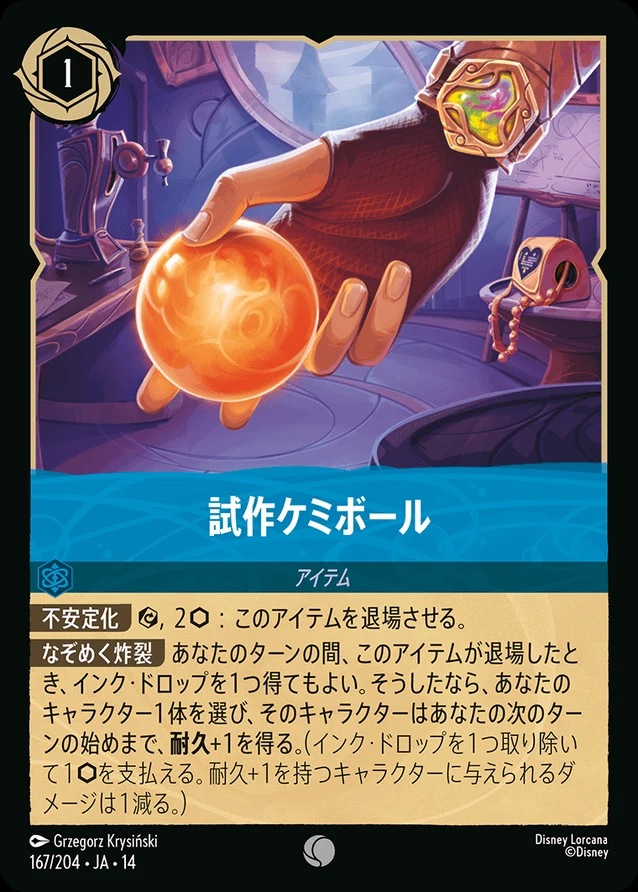 1
試作ケミボール
アイテム
不安定化 ⟳, 2⬡ : このアイテムを退場させる。
なぞめく炸裂 あなたのターンの間、このアイテムが退場したと
き、インク・ドロップを1つ得てもよい。そうしたなら、あなたの
キャラクター1体を選び、そのキャラクターはあなたの次のター
ンの始めまで、耐久+1を得る。(インク・ドロップを1つ取り除い
て1⬡を支払える。耐久+1を持つキャラクターに与えられるダ
メージは1減る。)
Grzegorz Krysiński
167/204 • JA • 14
Disney Lorcana
©Disney